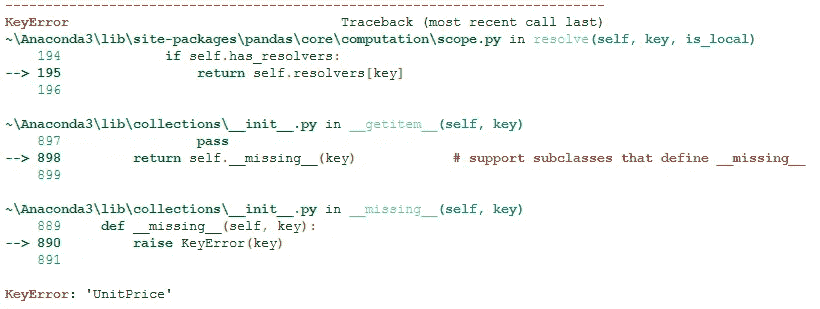 ---------------------------------------------------------------------------
KeyError                                  Traceback (most recent call last)
~\Anaconda3\lib\site-packages\pandas\core\computation\scope.py in resolve(self, key, is_local)
    194             if self.has_resolvers:
--> 195                 return self.resolvers[key]
    196
~\Anaconda3\lib\collections\__init__.py in __getitem__(self, key)
    897                 pass
--> 898         return self.__missing__(key)            # support subclasses that define __missing__
    899
~\Anaconda3\lib\collections\__init__.py in __missing__(self, key)
    889     def __missing__(self, key):
--> 890         raise KeyError(key)
    891
KeyError: 'UnitPrice'